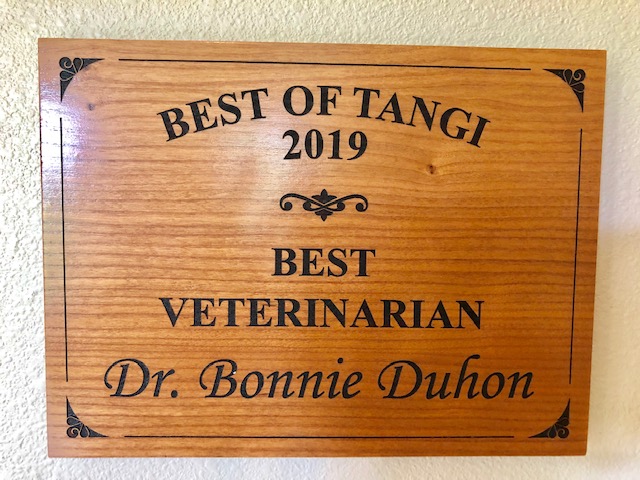 BEST OF TANGI
2019
BEST
VETERINARIAN
Dr. Bonnie Duhon